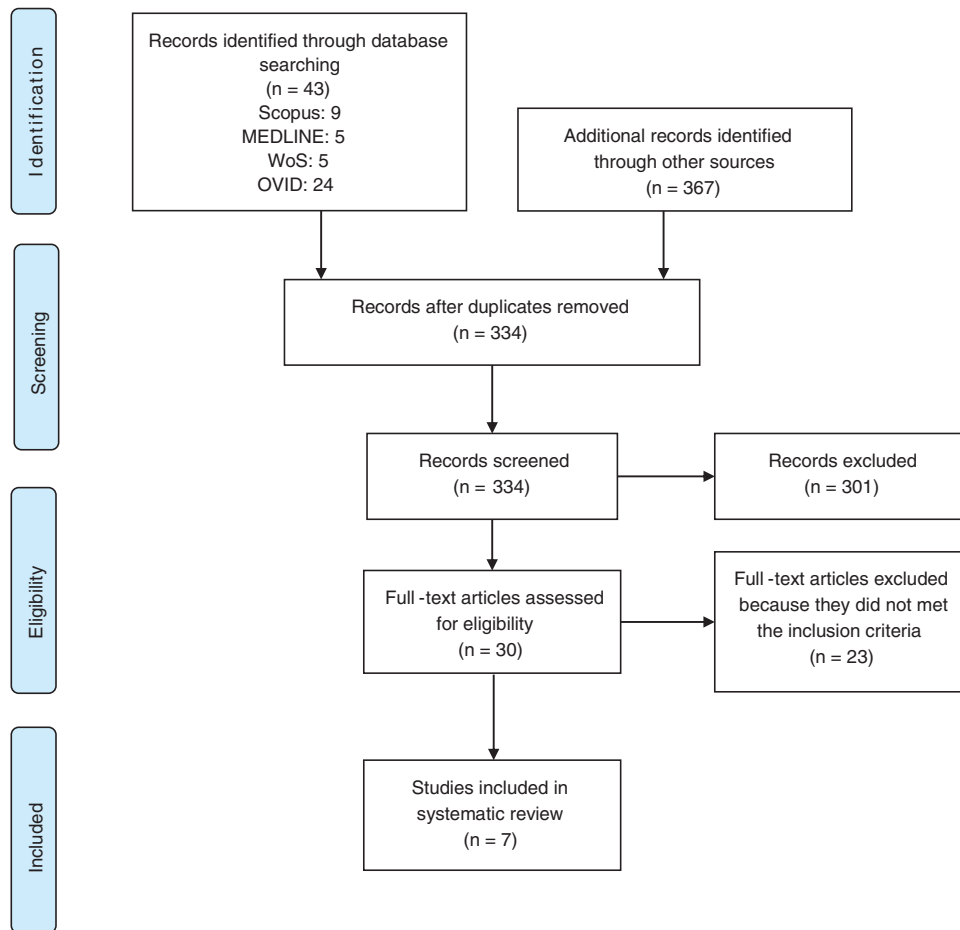 Identification
Records identified through database
searching
(n = 43)
Scopus: 9
MEDLINE: 5
WoS: 5
OVID: 24
Additional records identified
through other sources
(n = 367)
Screening
Records after duplicates removed
(n = 334)
Records screened
(n = 334)
Records excluded
(n = 301)
Eligibility
Full -text articles assessed
for eligibility
(n = 30)
Full -text articles excluded
because they did not met
the inclusion criteria
(n = 23)
Included
Studies included in
systematic review
(n = 7)